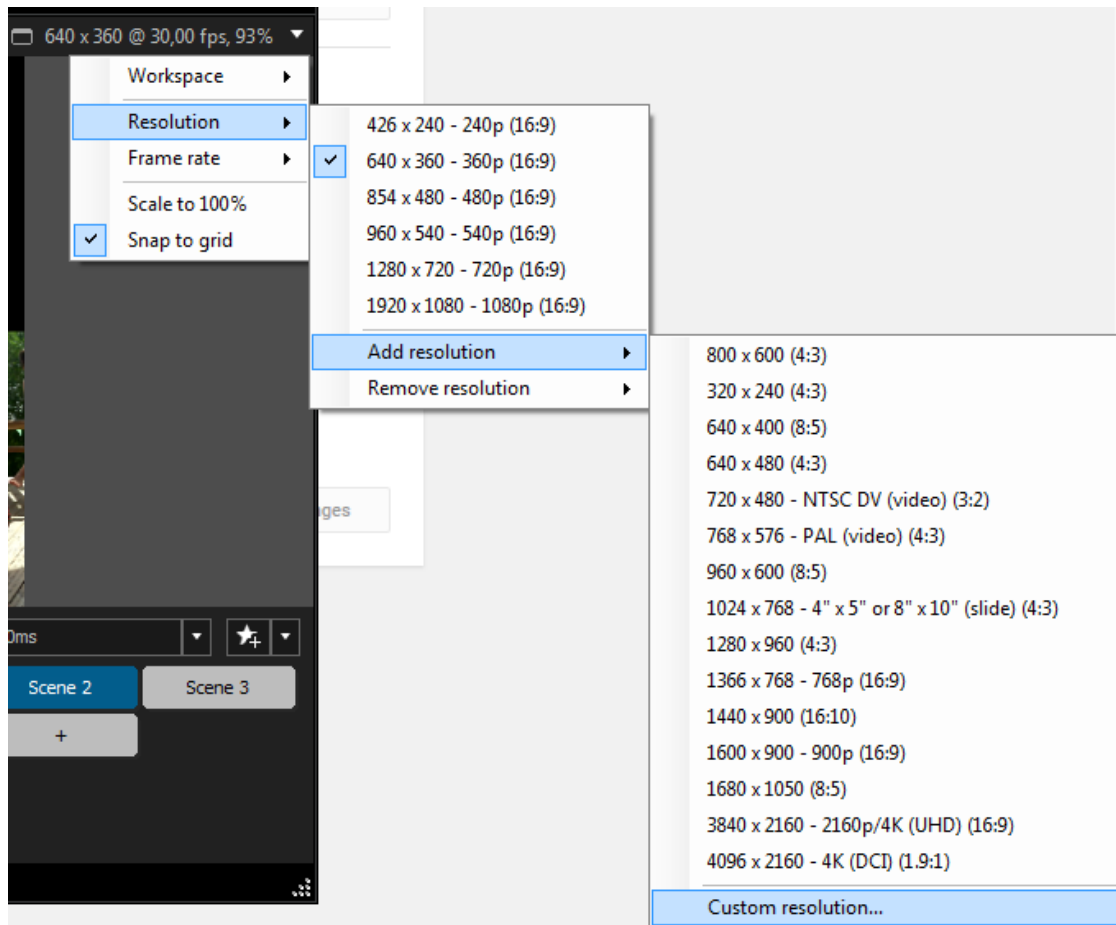 640 x 360 @ 30,00 fps, 93%
Workspace
Resolution
Frame rate
Scale to 100%
Snap to grid
426 x 240 - 240p (16:9)
640 x 360 - 360p (16:9)
854 x 480 - 480p (16:9)
960 x 540 - 540p (16:9)
1280 x 720 - 720p (16:9)
1920 x 1080 - 1080p (16:9)
Add resolution
Remove resolution
800 x 600 (4:3)
320 x 240 (4:3)
640 x 400 (8:5)
640 x 480 (4:3)
720 x 480 - NTSC DV (video) (3:2)
768 x 576 - PAL (video) (4:3)
960 x 600 (8:5)
1024 x 768 - 4" x 5" or 8" x 10" (slide) (4:3)
1280 x 960 (4:3)
1366 x 768 - 768p (16:9)
1440 x 900 (16:10)
1600 x 900 - 900p (16:9)
1680 x 1050 (8:5)
3840 x 2160 - 2160p/4K (UHD) (16:9)
4096 x 2160 - 4K (DCI) (1.9:1)
Custom resolution...
nges
0ms
Scene 2
Scene 3
+